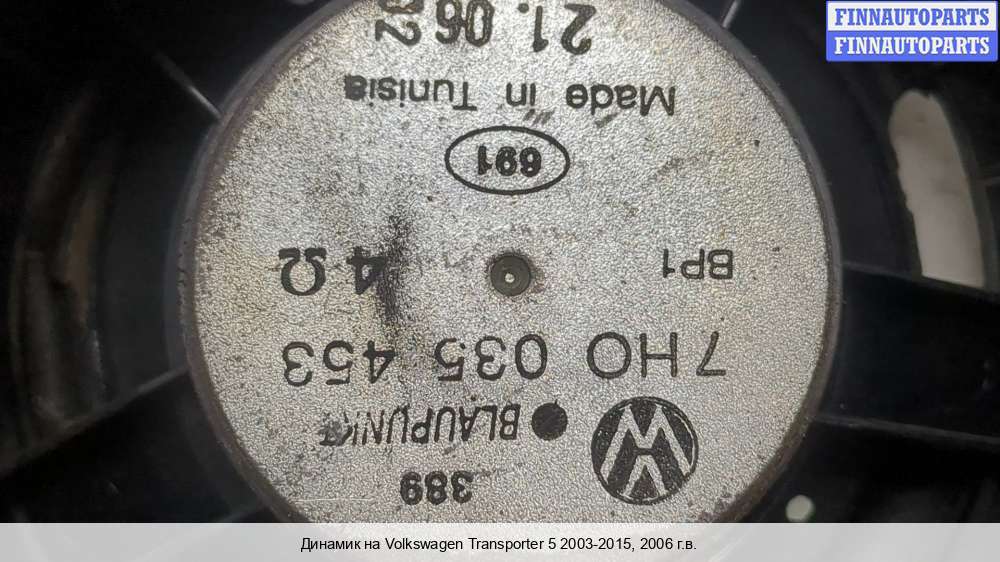 FINNAUTOPARTS
FINNAUTOPARTS
389
BLAUPUNKT
7H0 035 453
BP1
4 Ω
691
Made in Tunisia
21. 06
Динамик на Volkswagen Transporter 5 2003-2015, 2006 г.в.